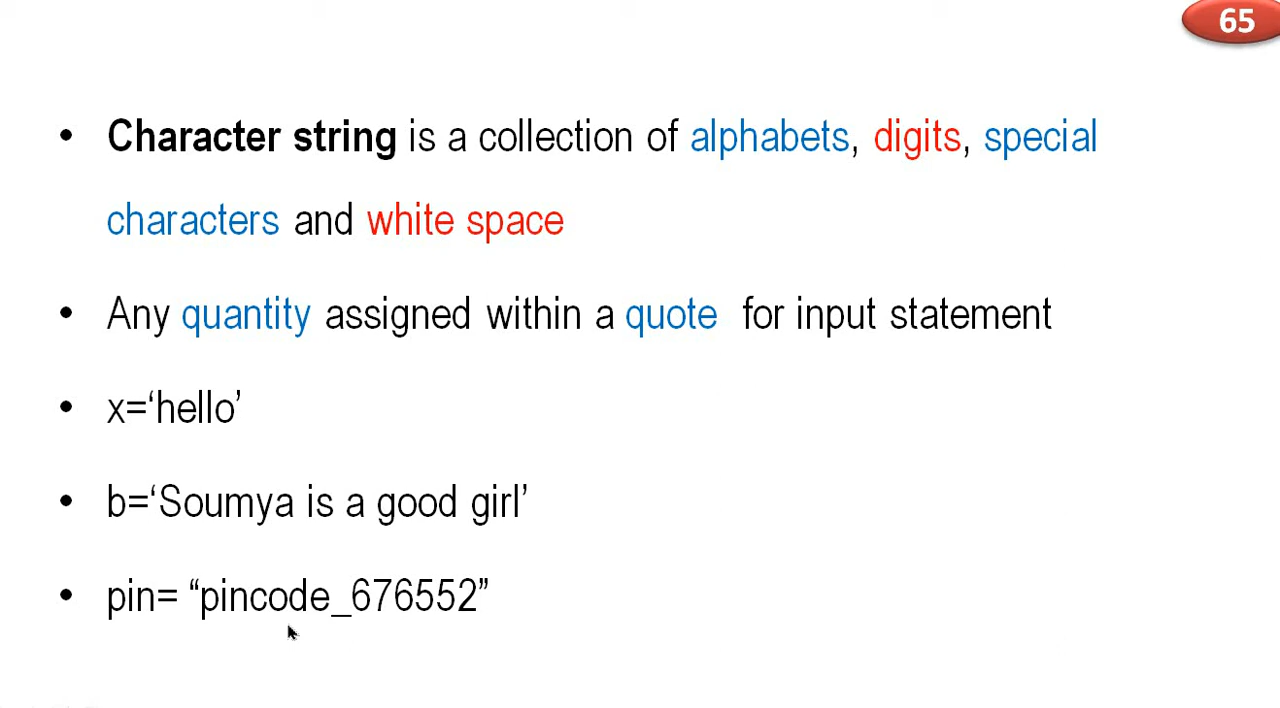 65
• Character string is a collection of alphabets, digits, special
characters and white space
• Any quantity assigned within a quote for input statement
• x=‘hello’
• b=‘Soumya is a good girl’
• pin= “pincode_676552”